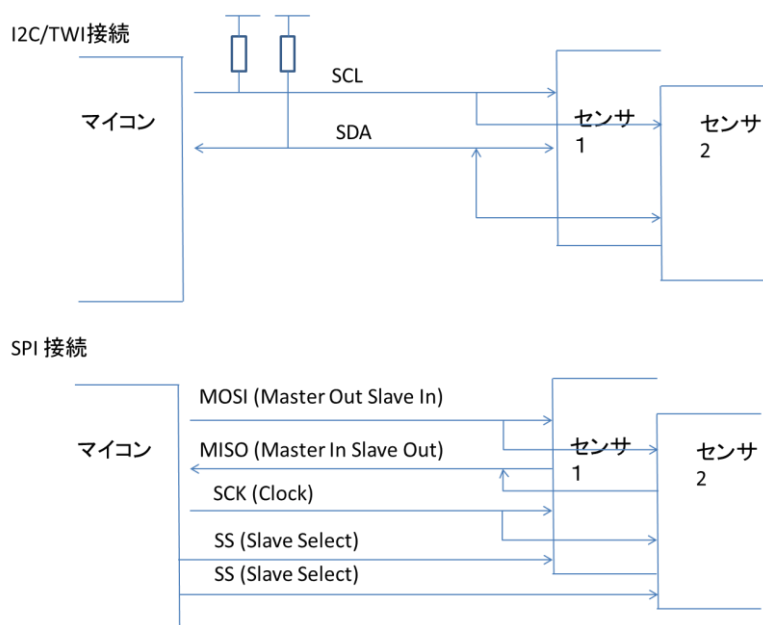 I2C/TWI接続
SCL
マイコン
センサ
1
センサ
2
SDA
SPI 接続
MOSI (Master Out Slave In)
マイコン
MISO (Master In Slave Out)
センサ
1
センサ
2
SCK (Clock)
SS (Slave Select)
SS (Slave Select)